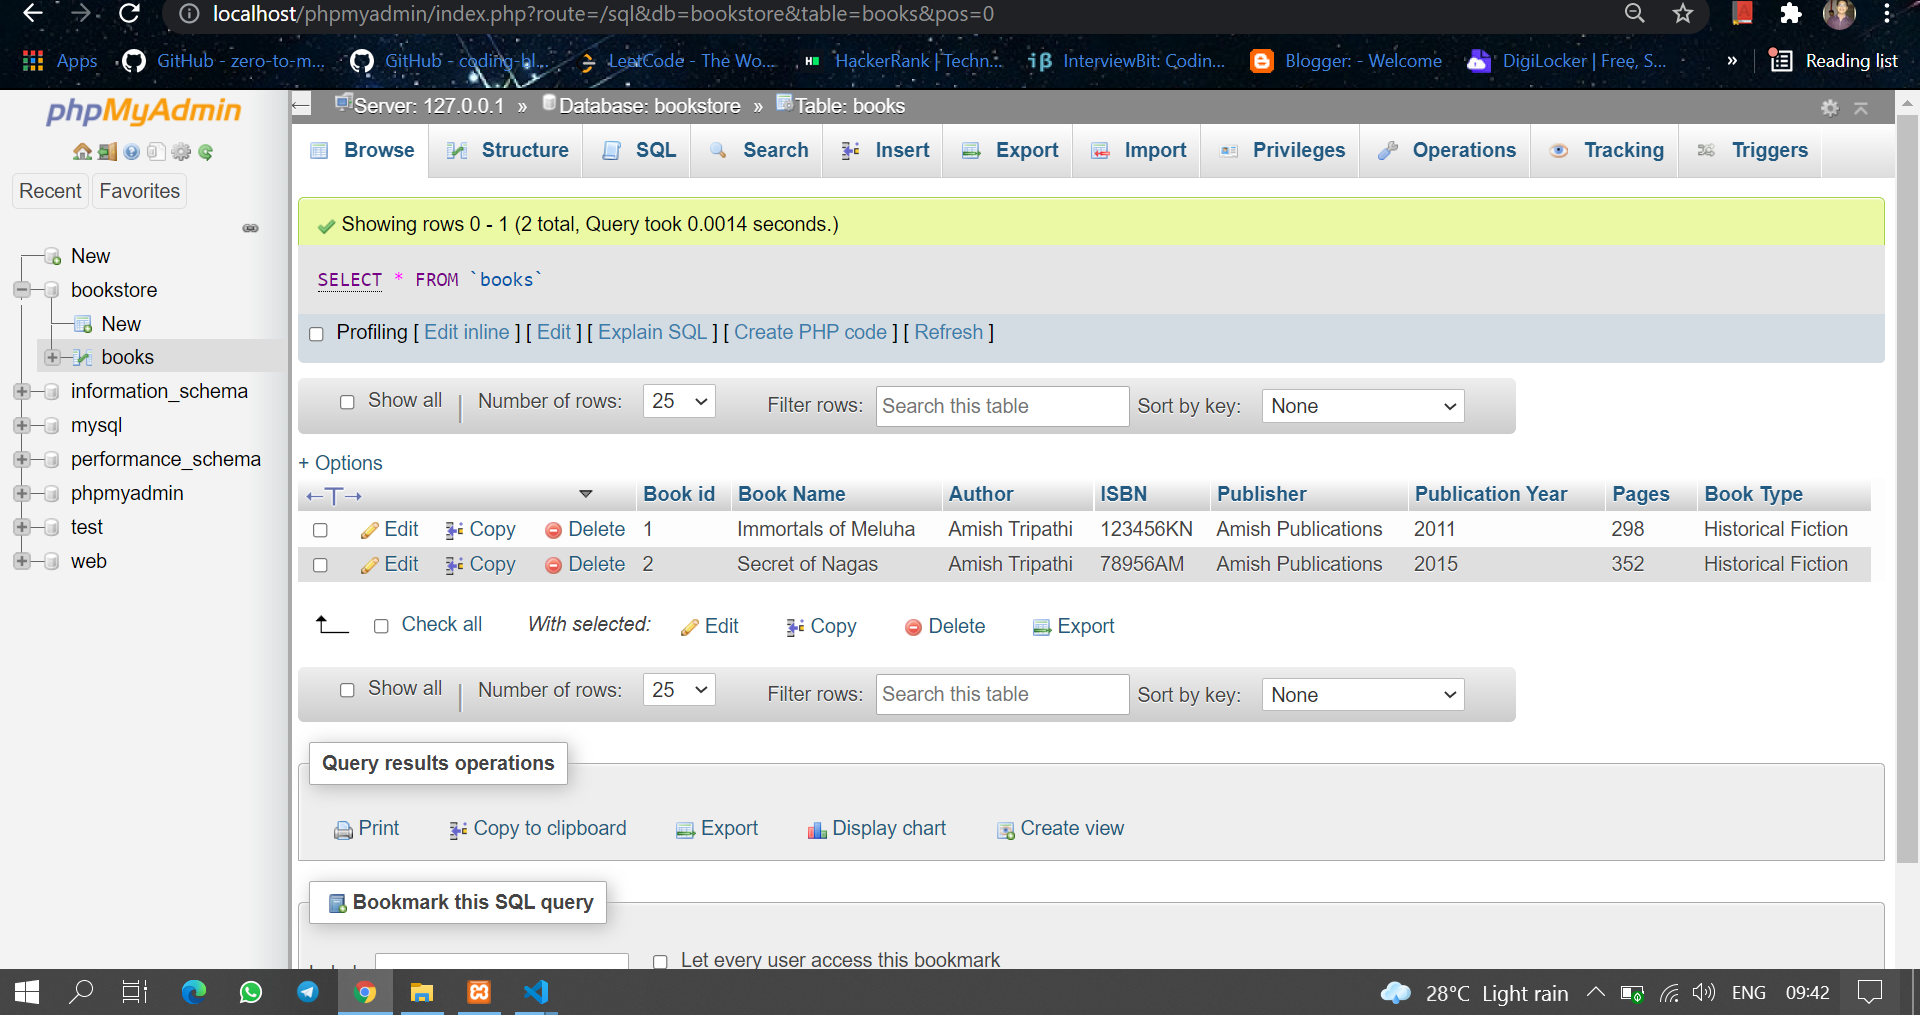 localhost/phpmyadmin/index.php?route=/sql&db=bookstore&table=books&pos=0
Apps GitHub - zero-to-m... GitHub - coding-bl... LeetCode - The Wo... HackerRank | Techn... InterviewBit: Codin... Blogger: - Welcome DigiLocker | Free, S... » Reading list
phpMyAdmin
Recent Favorites
New
bookstore
New
books
information_schema
mysql
performance_schema
phpmyadmin
test
web
Server: 127.0.0.1 » Database: bookstore » Table: books
Browse Structure SQL Search Insert Export Import Privileges Operations Tracking Triggers
Showing rows 0 - 1 (2 total, Query took 0.0014 seconds.)
SELECT * FROM `books`
Profiling [ Edit inline ] [ Edit ] [ Explain SQL ] [ Create PHP code ] [ Refresh ]
Show all Number of rows: 25 Filter rows: Search this table Sort by key: None
+ Options
←T→ Book id Book Name Author ISBN Publisher Publication Year Pages Book Type
Edit Copy Delete 1 Immortals of Meluha Amish Tripathi 123456KN Amish Publications 2011 298 Historical Fiction
Edit Copy Delete 2 Secret of Nagas Amish Tripathi 78956AM Amish Publications 2015 352 Historical Fiction
Check all With selected: Edit Copy Delete Export
Show all Number of rows: 25 Filter rows: Search this table Sort by key: None
Query results operations
Print Copy to clipboard Export Display chart Create view
Bookmark this SQL query
Let every user access this bookmark
28°C Light rain ENG 09:42